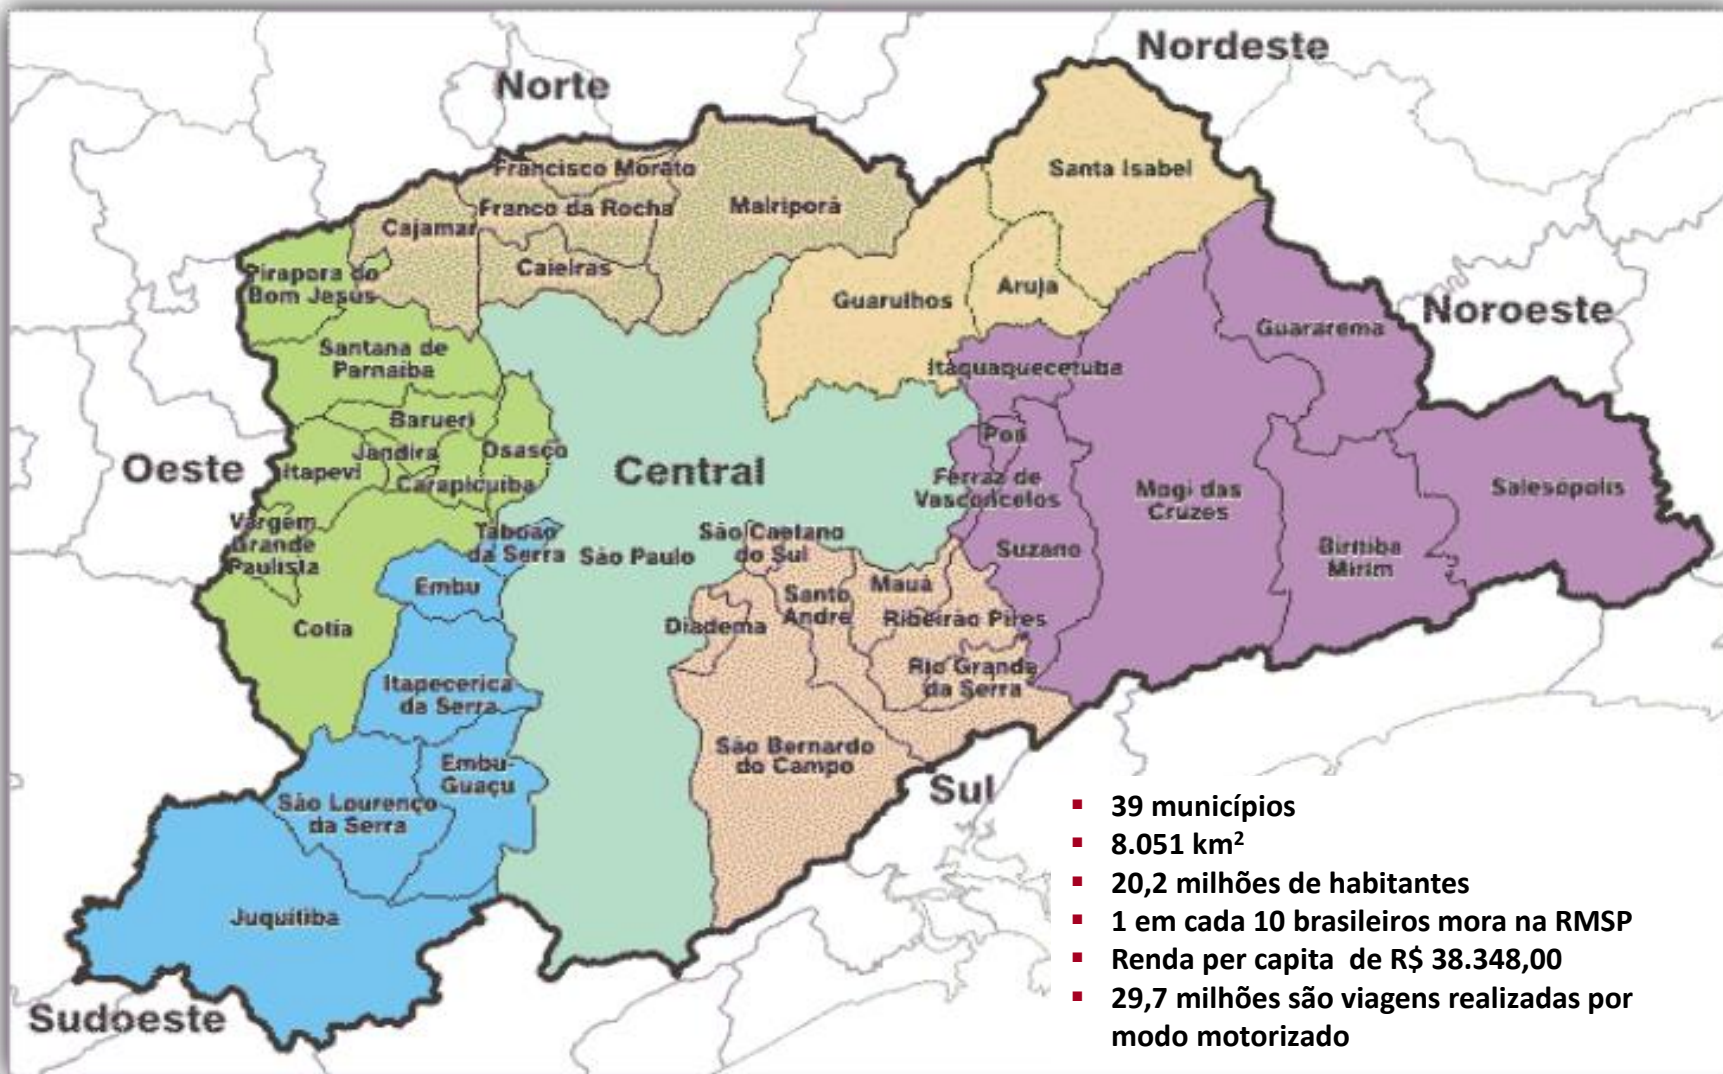 Nordeste
Norte
Santa Isabel
Francisco Morato
Mairiporã
Franco da Rocha
Cajamar
Caieiras
Pirapora do
Bom Jesus
Aruja
Guarulhos
Noroeste
Guararema
Santana de
Parnaiba
Itaquaquecetuba
Barueri
Poá
Jandira
Osasco
Oeste
Itapevi
Central
Carapicuiba
Ferraz de
Vasconcelos
Mogi das
Cruzes
Salesópolis
Vargem
Grande
Paulista
Taboão
da Serra
São Paulo
São Caetano
do Sul
Suzano
Biritiba
Mirim
Embu
Mauá
Santo
André
Ribeirão Pires
Diadema
Cotia
Rio Grande
da Serra
Itapecerica
da Serra
São Bernardo
do Campo
Embu-
Guaçu
Sul
São Lourenço
da Serra
Juquitiba
Sudoeste
39 municípios
8.051 km²
20,2 milhões de habitantes
1 em cada 10 brasileiros mora na RMSP
Renda per capita de R$ 38.348,00
29,7 milhões são viagens realizadas por
modo motorizado